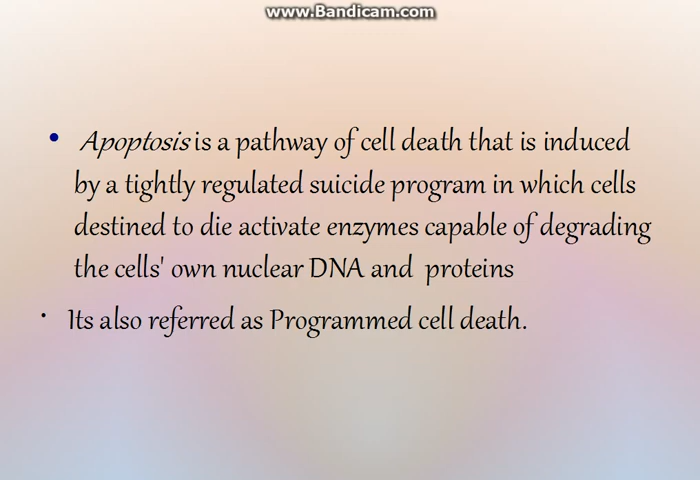 www.Bandicam.com
• Apoptosis is a pathway of cell death that is induced
by a tightly regulated suicide program in which cells
destined to die activate enzymes capable of degrading
the cells' own nuclear DNA and proteins
• Its also referred as Programmed cell death.